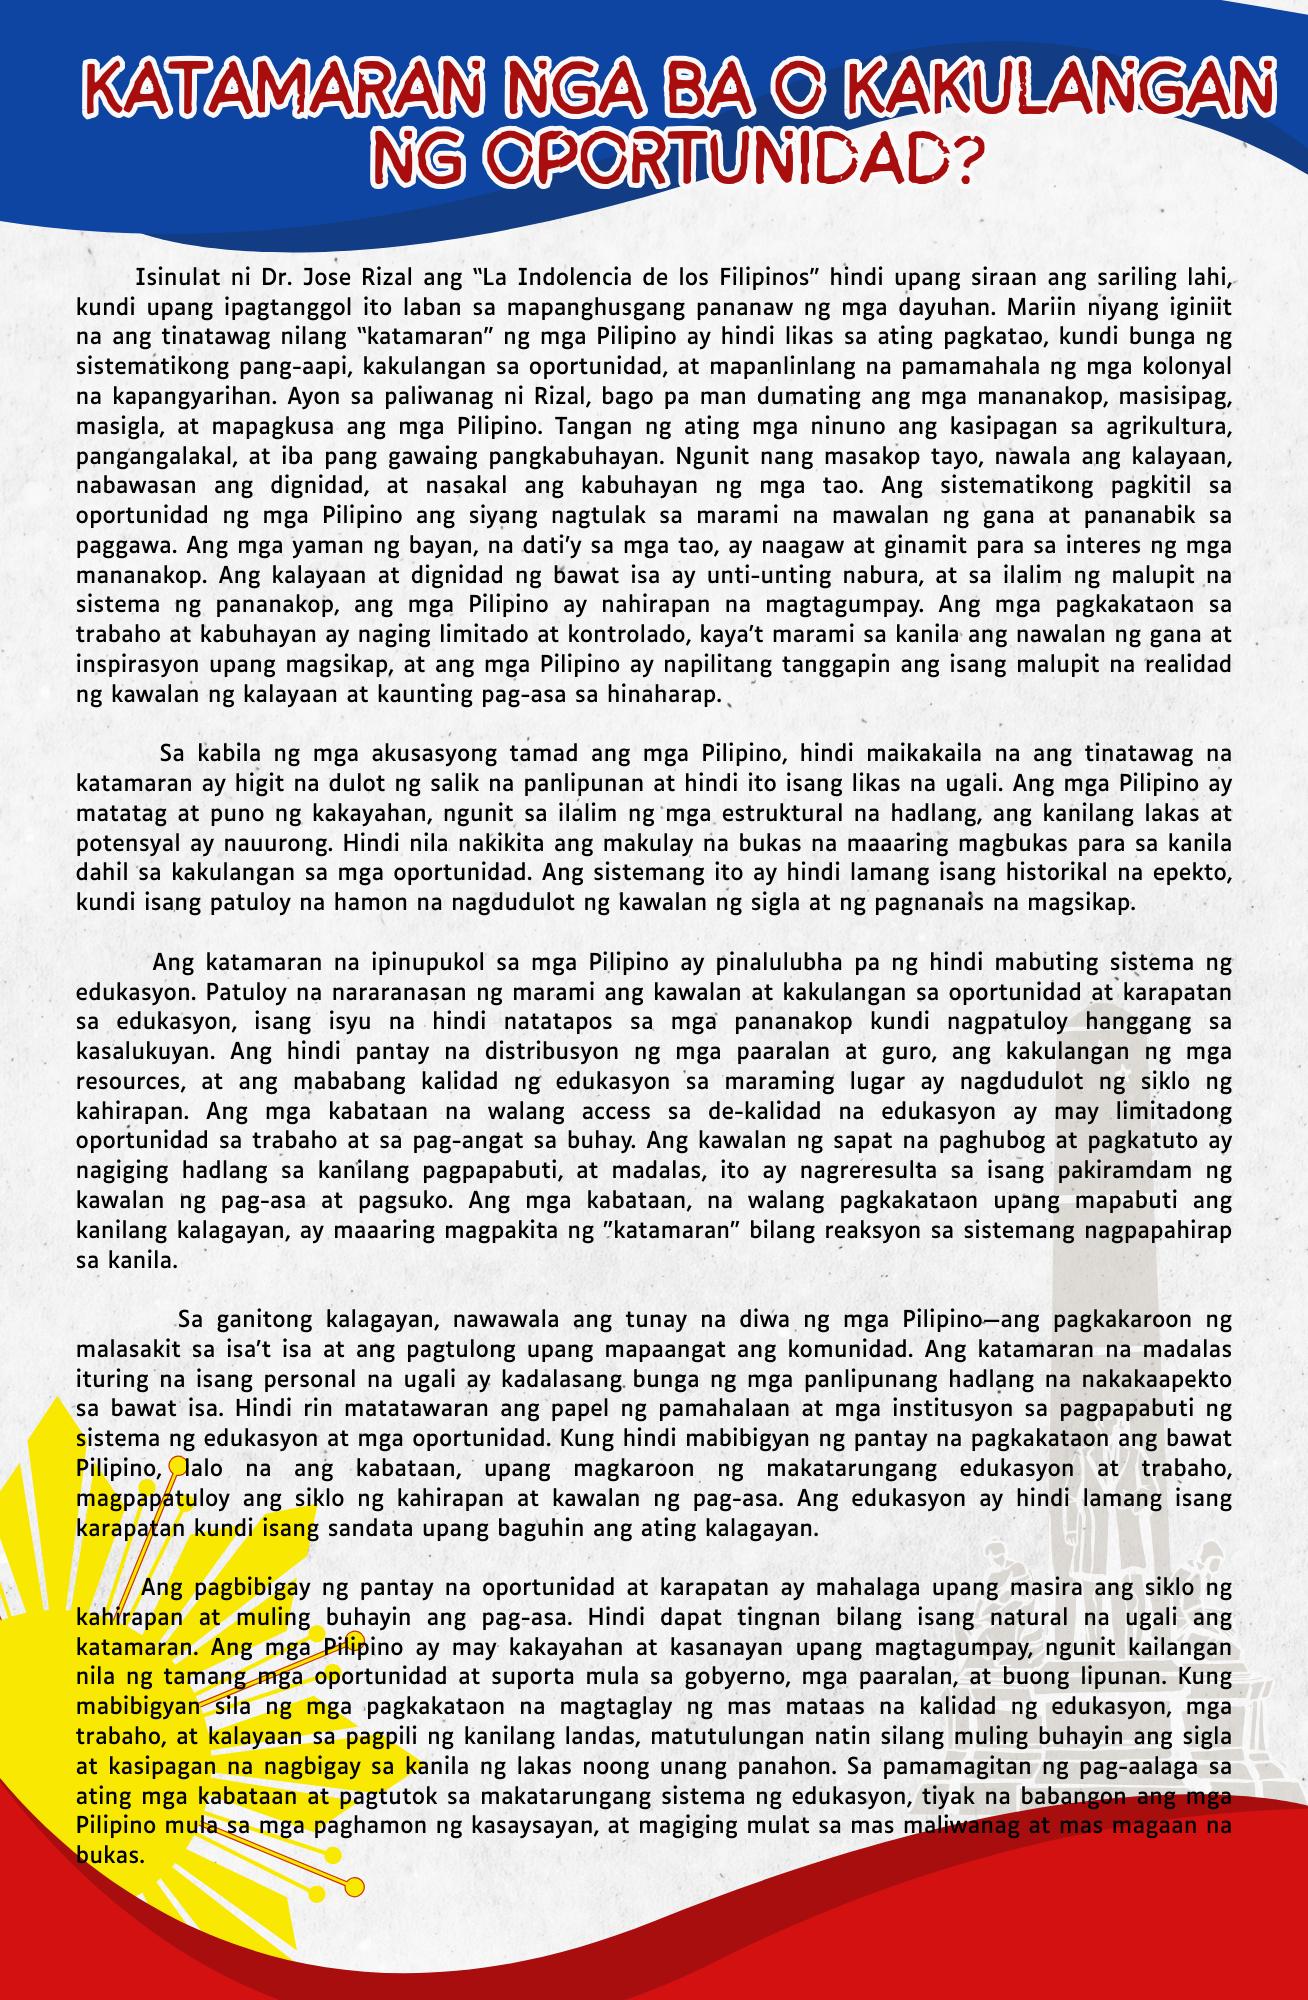 KATAMARAN NGA BA O KAKULANGAN
NG OPORTUNIDAD?
Isinulat ni Dr. Jose Rizal ang “La Indolencia de los Filipinos” hindi upang siraan ang sariling lahi,
kundi upang ipagtanggol ito laban sa mapanghusgang pananaw ng mga dayuhan. Mariin niyang iginiit
na ang tinatawag nilang “katamaran” ng mga Pilipino ay hindi likas sa ating pagkatao, kundi bunga ng
sistematikong pang-aapi, kakulangan sa oportunidad, at mapanlinlang na pamamahala ng mga kolonyal
na kapangyarihan. Ayon sa paliwanag ni Rizal, bago pa man dumating ang mga mananakop, masisipag,
masigla, at mapagkusa ang mga Pilipino. Tangan ng ating mga ninuno ang kasipagan sa agrikultura,
pangangalakal, at iba pang gawaing pangkabuhayan. Ngunit nang masakop tayo, nawala ang kalayaan,
nabawasan ang dignidad, at nasakal ang kabuhayan ng mga tao. Ang sistematikong pagkitil sa
oportunidad ng mga Pilipino ang siyang nagtulak sa marami na mawalan ng gana at pananabik sa
paggawa. Ang mga yaman ng bayan, na dati’y sa mga tao, ay naagaw at ginamit para sa interes ng mga
mananakop. Ang kalayaan at dignidad ng bawat isa ay unti-unting nabura, at sa ilalim ng malupit na
sistema ng pananakop, ang mga Pilipino ay nahirapan na magtagumpay. Ang mga pagkakataon sa
trabaho at kabuhayan ay naging limitado at kontrolado, kaya’t marami sa kanila ang nawalan ng gana at
inspirasyon upang magsikap, at ang mga Pilipino ay napilitang tanggapin ang isang malupit na realidad
ng kawalan ng kalayaan at kaunting pag-asa sa hinaharap.
Sa kabila ng mga akusasyong tamad ang mga Pilipino, hindi maikakaila na ang tinatawag na
katamaran ay higit na dulot ng salik na panlipunan at hindi ito isang likas na ugali. Ang mga Pilipino ay
matatag at puno ng kakayahan, ngunit sa ilalim ng mga estruktural na hadlang, ang kanilang lakas at
potensyal ay nauurong. Hindi nila nakikita ang makulay na bukas na maaaring magbukas para sa kanila
dahil sa kakulangan sa mga oportunidad. Ang sistemang ito ay hindi lamang isang historikal na epekto,
kundi isang patuloy na hamon na nagdudulot ng kawalan ng sigla at ng pagnanais na magsikap.
Ang katamaran na ipinupukol sa mga Pilipino ay pinalulubha pa ng hindi mabuting sistema ng
edukasyon. Patuloy na nararanasan ng marami ang kawalan at kakulangan sa oportunidad at karapatan
sa edukasyon, isang isyu na hindi natatapos sa mga pananakop kundi nagpatuloy hanggang sa
kasalukuyan. Ang hindi pantay na distribusyon ng mga paaralan at guro, ang kakulangan ng mga
resources, at ang mababang kalidad ng edukasyon sa maraming lugar ay nagdudulot ng siklo ng
kahirapan. Ang mga kabataan na walang access sa de-kalidad na edukasyon ay may limitadong
oportunidad sa trabaho at sa pag-angat sa buhay. Ang kawalan ng sapat na paghubog at pagkatuto ay
nagiging hadlang sa kanilang pagpapabuti, at madalas, ito ay nagreresulta sa isang pakiramdam ng
kawalan ng pag-asa at pagsuko. Ang mga kabataan, na walang pagkakataon upang mapabuti ang
kanilang kalagayan, ay maaaring magpakita ng ”katamaran” bilang reaksyon sa sistemang nagpapahirap
sa kanila.
Sa ganitong kalagayan, nawawala ang tunay na diwa ng mga Pilipino—ang pagkakaroon ng
malasakit sa isa’t isa at ang pagtulong upang mapaangat ang komunidad. Ang katamaran na madalas
ituring na isang personal na ugali ay kadalasang bunga ng mga panlipunang hadlang na nakakaapekto
sa bawat isa. Hindi rin matatawaran ang papel ng pamahalaan at mga institusyon sa pagpapabuti ng
sistema ng edukasyon at mga oportunidad. Kung hindi mabibigyan ng pantay na pagkakataon ang bawat
Pilipino, lalo na ang kabataan, upang magkaroon ng makatarungang edukasyon at trabaho,
magpapatuloy ang siklo ng kahirapan at kawalan ng pag-asa. Ang edukasyon ay hindi lamang isang
karapatan kundi isang sandata upang baguhin ang ating kalagayan.
Ang pagbibigay ng pantay na oportunidad at karapatan ay mahalaga upang masira ang siklo ng
kahirapan at muling buhayin ang pag-asa. Hindi dapat tingnan bilang isang natural na ugali ang
katamaran. Ang mga Pilipino ay may kakayahan at kasanayan upang magtagumpay, ngunit kailangan
nila ng tamang mga oportunidad at suporta mula sa gobyerno, mga paaralan, at buong lipunan. Kung
mabibigyan sila ng mga pagkakataon na magtaglay ng mas mataas na kalidad ng edukasyon, mga
trabaho, at kalayaan sa pagpili ng kanilang landas, matutulungan natin silang muling buhayin ang sigla
at kasipagan na nagbigay sa kanila ng lakas noong unang panahon. Sa pamamagitan ng pag-aalaga sa
ating mga kabataan at pagtutok sa makatarungang sistema ng edukasyon, tiyak na babangon ang mga
Pilipino mula sa mga paghamon ng kasaysayan, at magiging mulat sa mas maliwanag at mas magaan na
bukas.